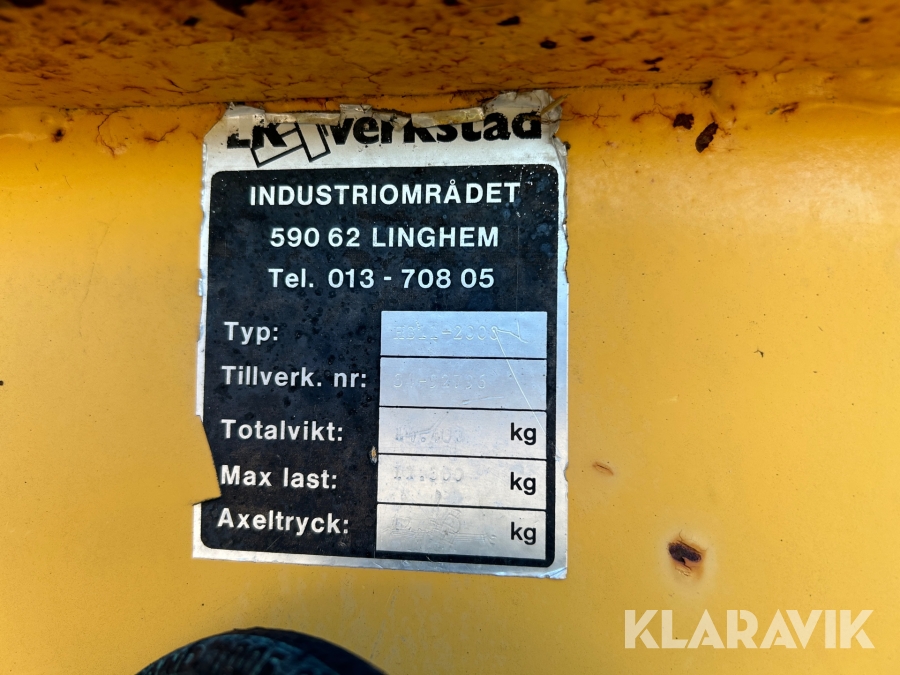 verkstad
INDUSTRIOMRÅDET
590 62 LINGHEM
Tel. 013 - 708 05
Typ:
Tillverk. nr:
Totalvikt: kg
Max last: kg
Axeltryck: kg
KLARAVIK